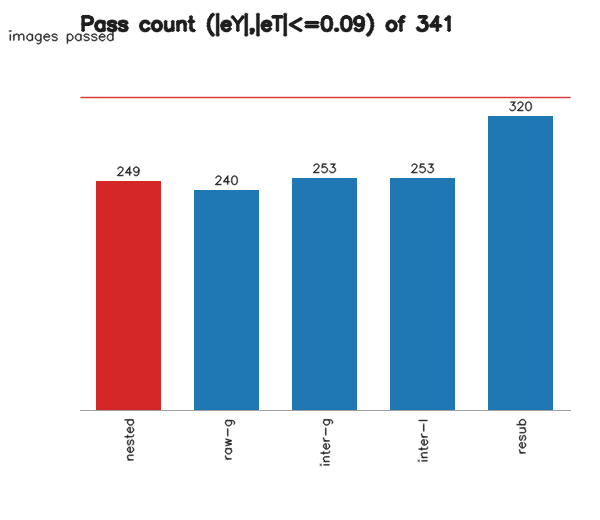 Pass count (|eY|,|eT|<=0.09) of 341
images passed
320
249
240
253
253
nested
raw-g
inter-g
inter-l
resub